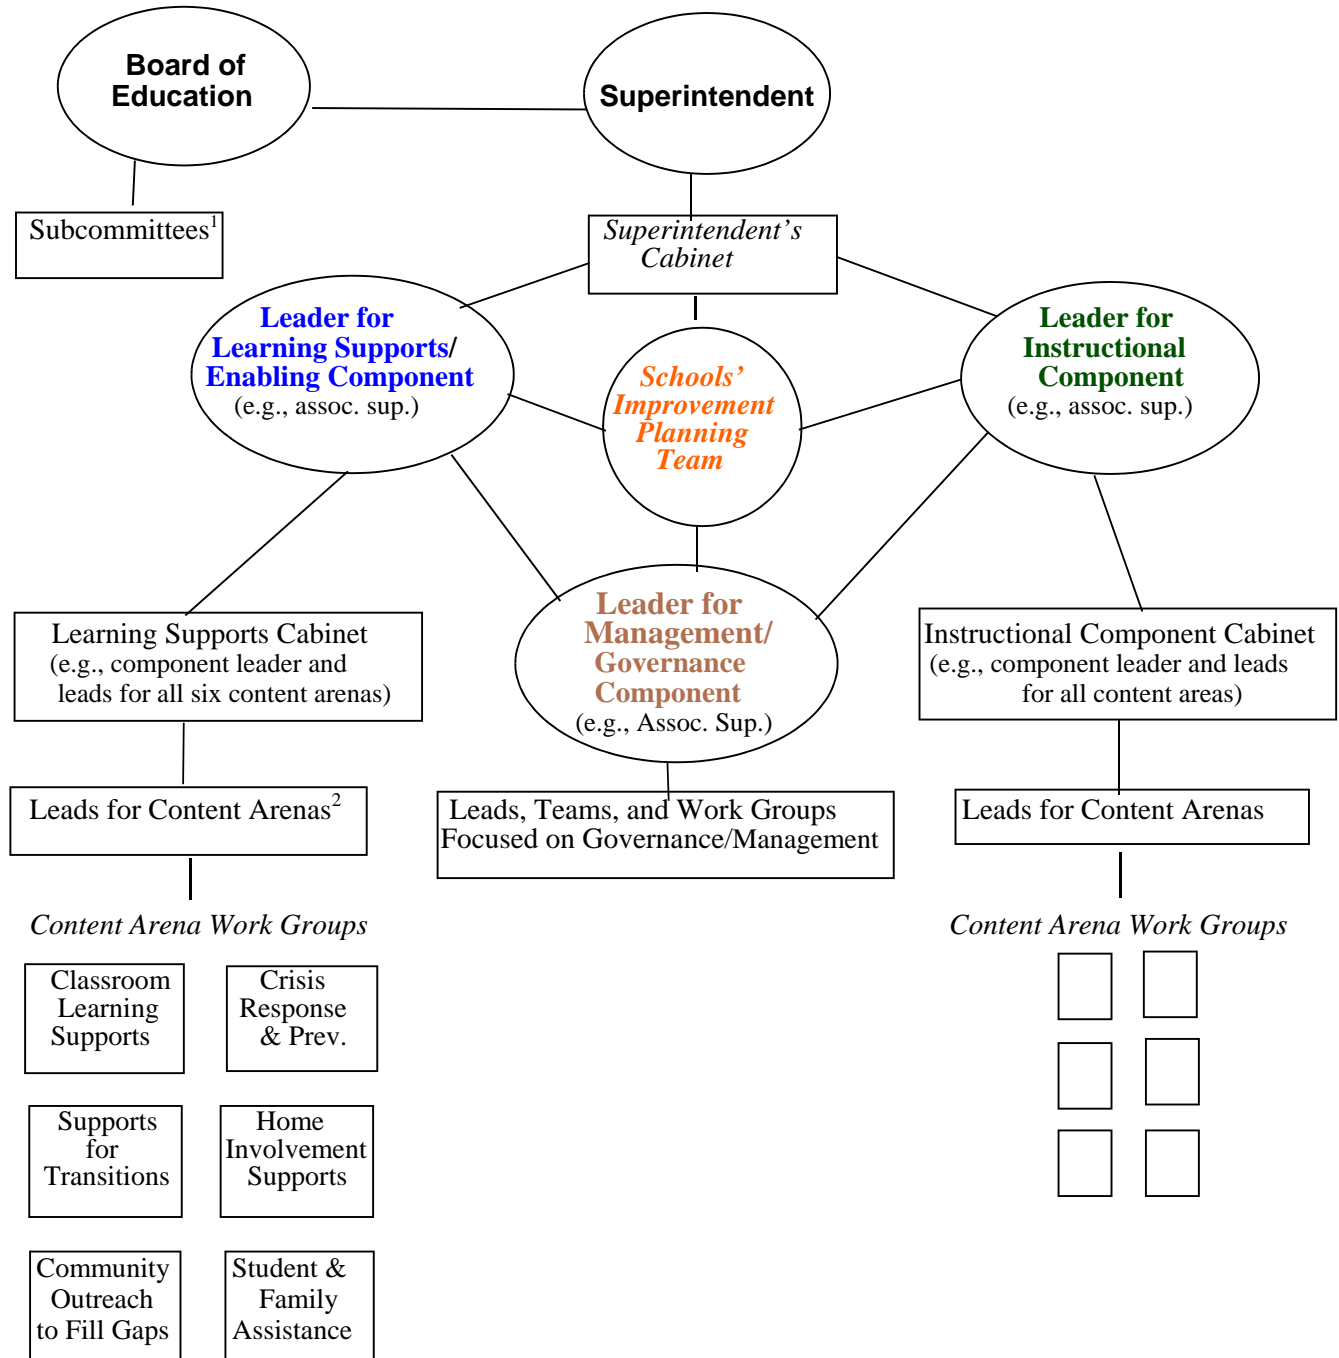 Board of
Education
Superintendent
Subcommittees1
Superintendent's
Cabinet
Leader for
Learning Supports/
Enabling Component
(e.g., assoc. sup.)
Schools'
Improvement
Planning
Team
Leader for
Instructional
Component
(e.g., assoc. sup.)
Leader for
Management/
Governance
Component
(e.g., Assoc. Sup.)
Learning Supports Cabinet
(e.g., component leader and
leads for all six content arenas)
Instructional Component Cabinet
(e.g., component leader and leads
for all content areas)
Leads for Content Arenas2
Leads, Teams, and Work Groups
Focused on Governance/Management
Leads for Content Arenas
Content Arena Work Groups
Content Arena Work Groups
Classroom
Learning
Supports
Crisis
Response
& Prev.
Supports
for
Transitions
Home
Involvement
Supports
Community
Outreach
to Fill Gaps
Student &
Family
Assistance